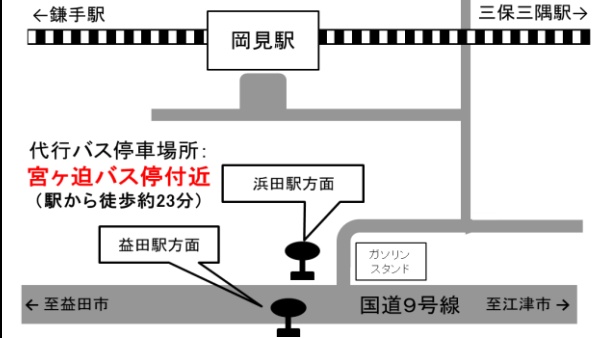 ←鎌手駅
三保三隅駅→
岡見駅
代行バス停車場所:
宮ヶ迫バス停付近
(駅から徒歩約23分)
浜田駅方面
益田駅方面
ガソリン
スタンド
←至益田市
国道9号線
至江津市→